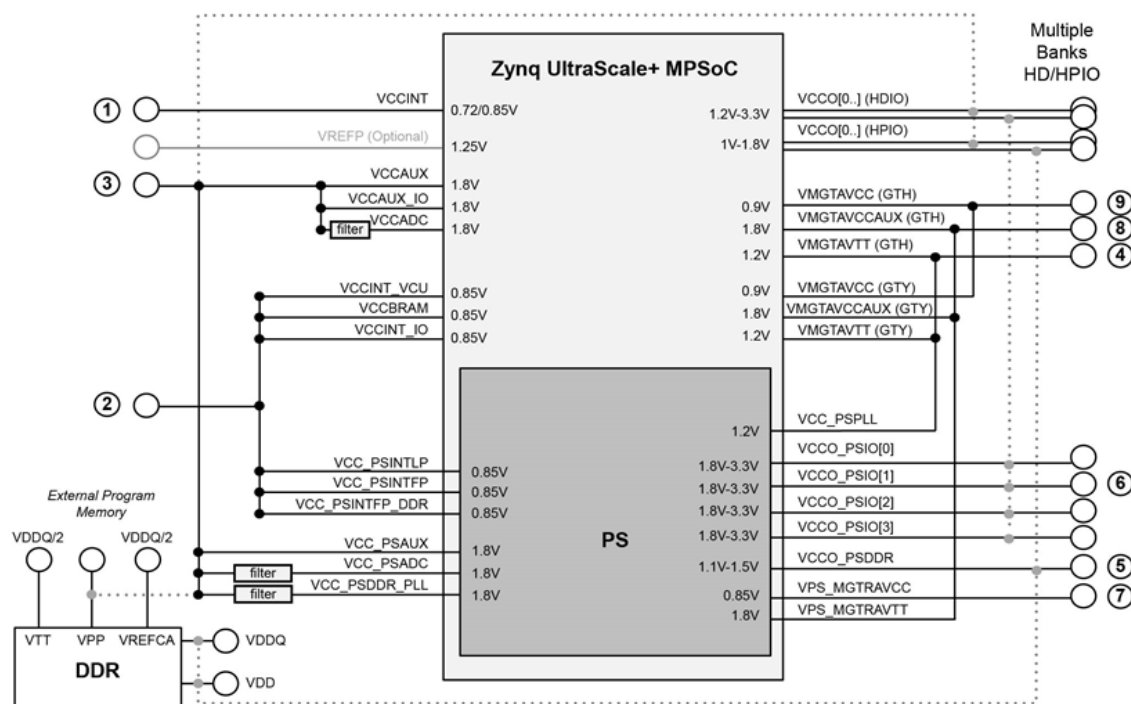 Multiple
Banks
HD/HPIO
Zynq UltraScale+ MPSoC
1 VCCINT 0.72/0.85V
VREFP (Optional) 1.25V
3 VCCAUX 1.8V
VCCAUX_IO 1.8V
filter VCCADC 1.8V
VCCINT_VCU 0.85V
VCCBRAM 0.85V
VCCINT_IO 0.85V
2
VCC_PSINTLP 0.85V
VCC_PSINTFP 0.85V
VCC_PSINTFP_DDR 0.85V
VCC_PSAUX 1.8V
filter VCC_PSADC 1.8V
filter VCC_PSDDR_PLL 1.8V
1.2V-3.3V VCCO[0..] (HDIO)
1V-1.8V VCCO[0..] (HPIO)
0.9V VMGTAVCC (GTH) 9
1.8V VMGTAVCCAUX (GTH) 8
1.2V VMGTAVTT (GTH) 4
0.9V VMGTAVCC (GTY)
1.8V VMGTAVCCAUX (GTY)
1.2V VMGTAVTT (GTY)
PS
1.2V VCC_PSPLL
1.8V-3.3V VCCO_PSIO[0]
1.8V-3.3V VCCO_PSIO[1] 6
1.8V-3.3V VCCO_PSIO[2]
1.8V-3.3V VCCO_PSIO[3]
1.1V-1.5V VCCO_PSDDR 5
0.85V VPS_MGTRAVCC 7
1.8V VPS_MGTRAVTT
External Program
Memory
VDDQ/2 VDDQ/2
VTT VPP VREFCA
DDR
VDDQ
VDD